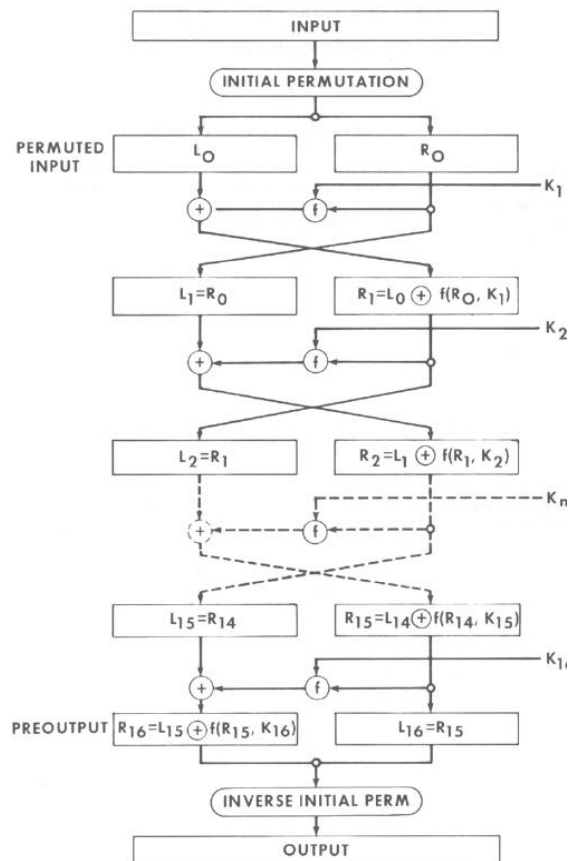 INPUT
INITIAL PERMUTATION
PERMUTED
INPUT
L0
R0
K1
+
f
L1=R0
R1=L0 + f(R0, K1)
K2
+
f
L2=R1
R2=L1 + f(R1, K2)
Kn
+
f
L15=R14
R15=L14 + f(R14, K15)
K16
+
f
PREOUTPUT
R16=L15 + f(R15, K16)
L16=R15
INVERSE INITIAL PERM
OUTPUT